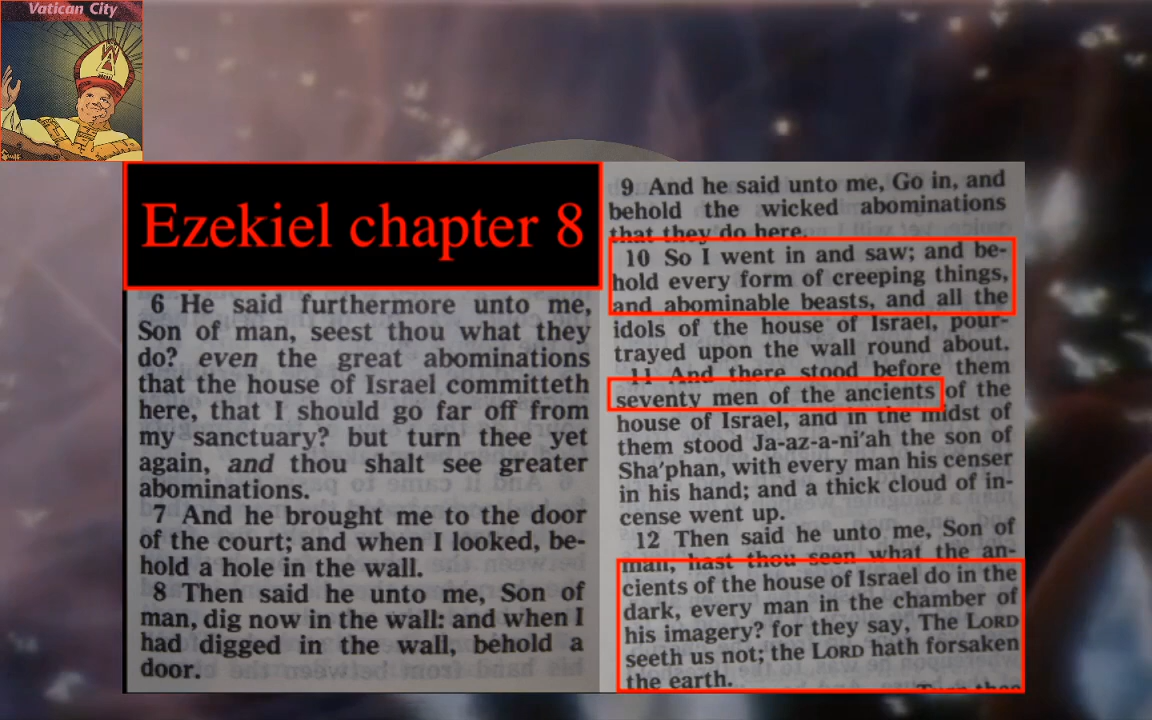 Vatican City
Ezekiel chapter 8
6 He said furthermore unto me,
Son of man, seest thou what they
do? even the great abominations
that the house of Israel committeth
here, that I should go far off from
my sanctuary? but turn thee yet
again, and thou shalt see greater
abominations.
7 And he brought me to the door
of the court; and when I looked, be-
hold a hole in the wall.
8 Then said he unto me, Son of
man, dig now in the wall: and when I
had digged in the wall, behold a
door.
9 And he said unto me, Go in, and
behold the wicked abominations
that they do here.
10 So I went in and saw; and be-
hold every form of creeping things,
and abominable beasts, and all the
idols of the house of Israel, pour-
trayed upon the wall round about.
11 And there stood before them
seventy men of the ancients of the
house of Israel, and in the midst of
them stood Ja-az-a-ni′ah the son of
Sha′phan, with every man his censer
in his hand; and a thick cloud of in-
cense went up.
12 Then said he unto me, Son of
man, hast thou seen what the an-
cients of the house of Israel do in the
dark, every man in the chamber of
his imagery? for they say, The LORD
seeth us not; the LORD hath forsaken
the earth.